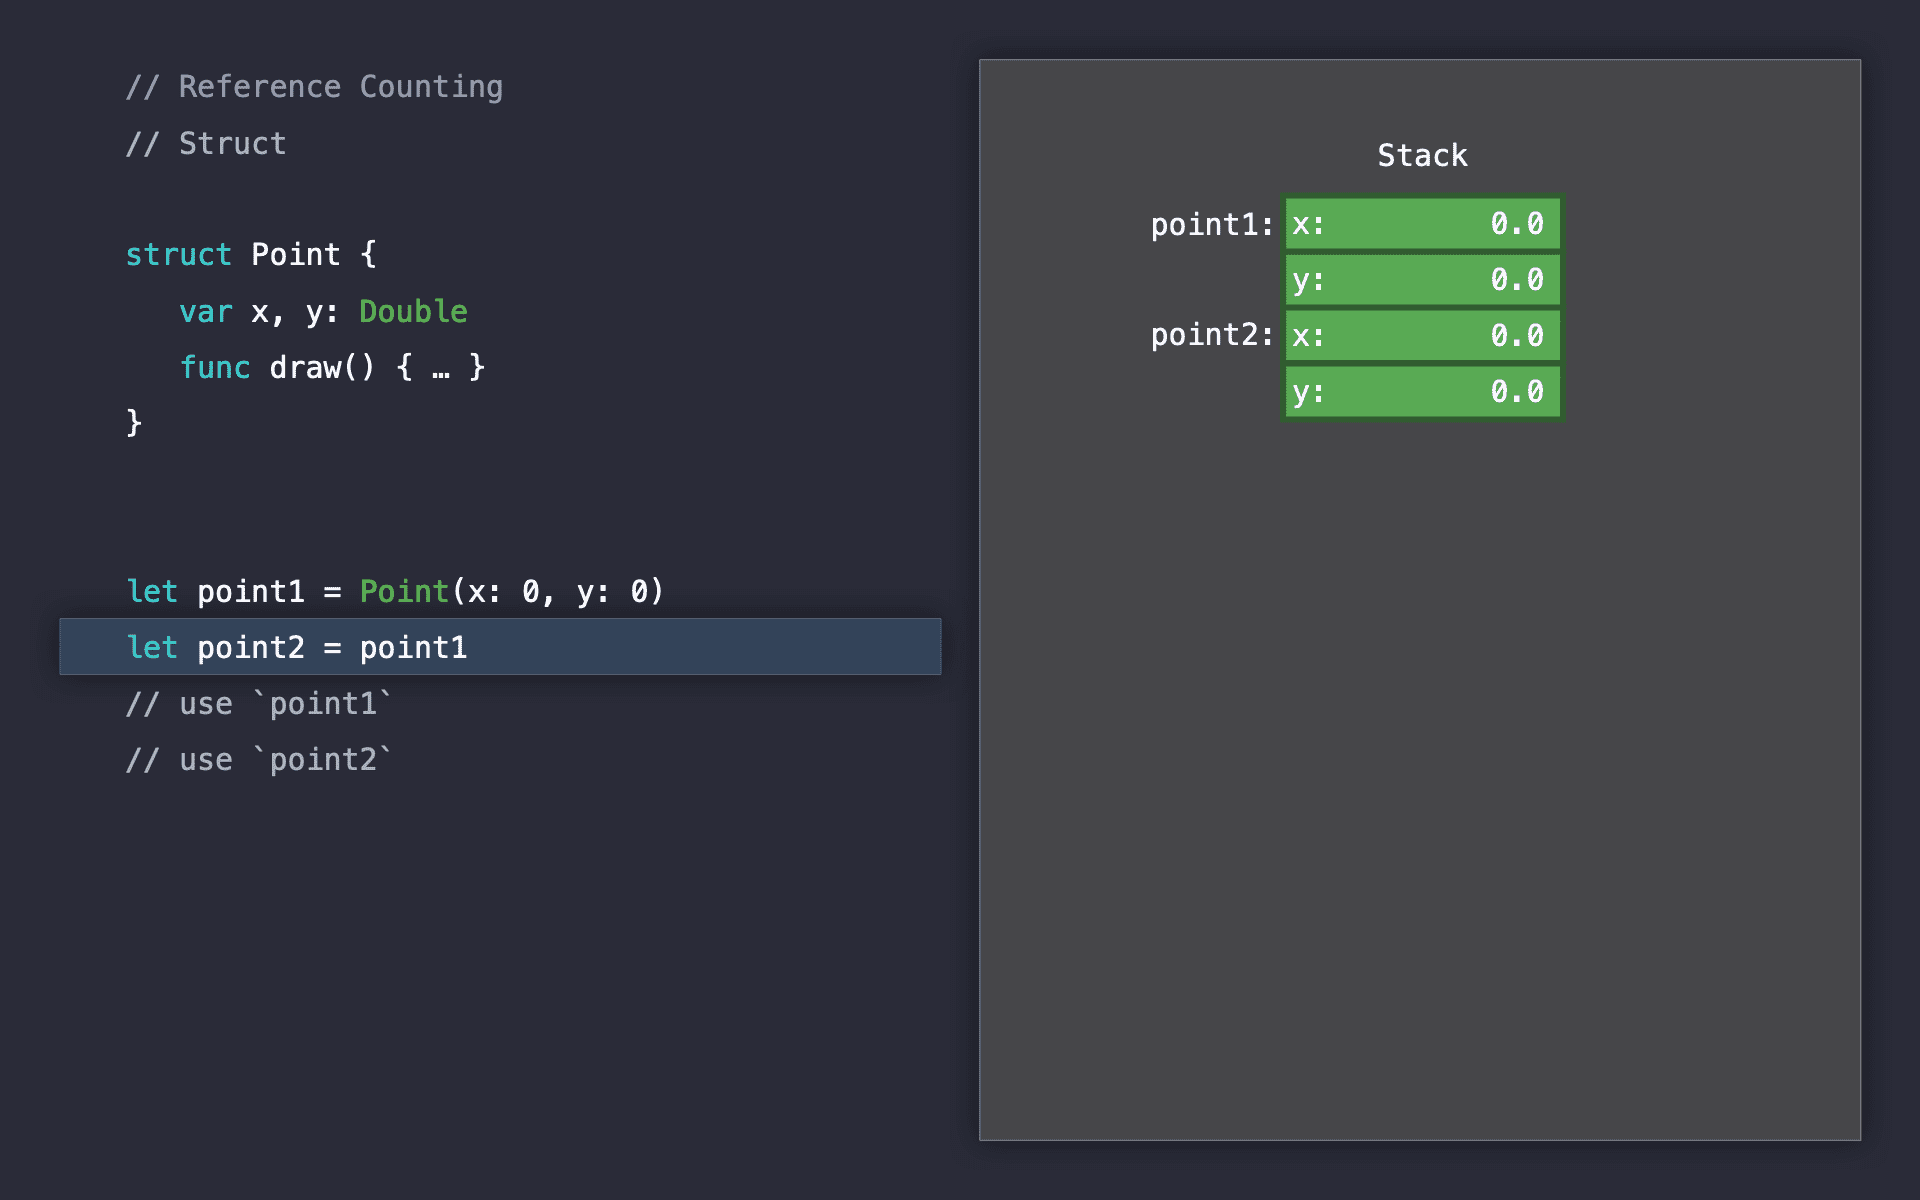 // Reference Counting
// Struct
struct Point {
var x, y: Double
func draw() { … }
}
let point1 = Point(x: 0, y: 0)
let point2 = point1
// use `point1`
// use `point2`
Stack
point1: x: 0.0
y: 0.0
point2: x: 0.0
y: 0.0